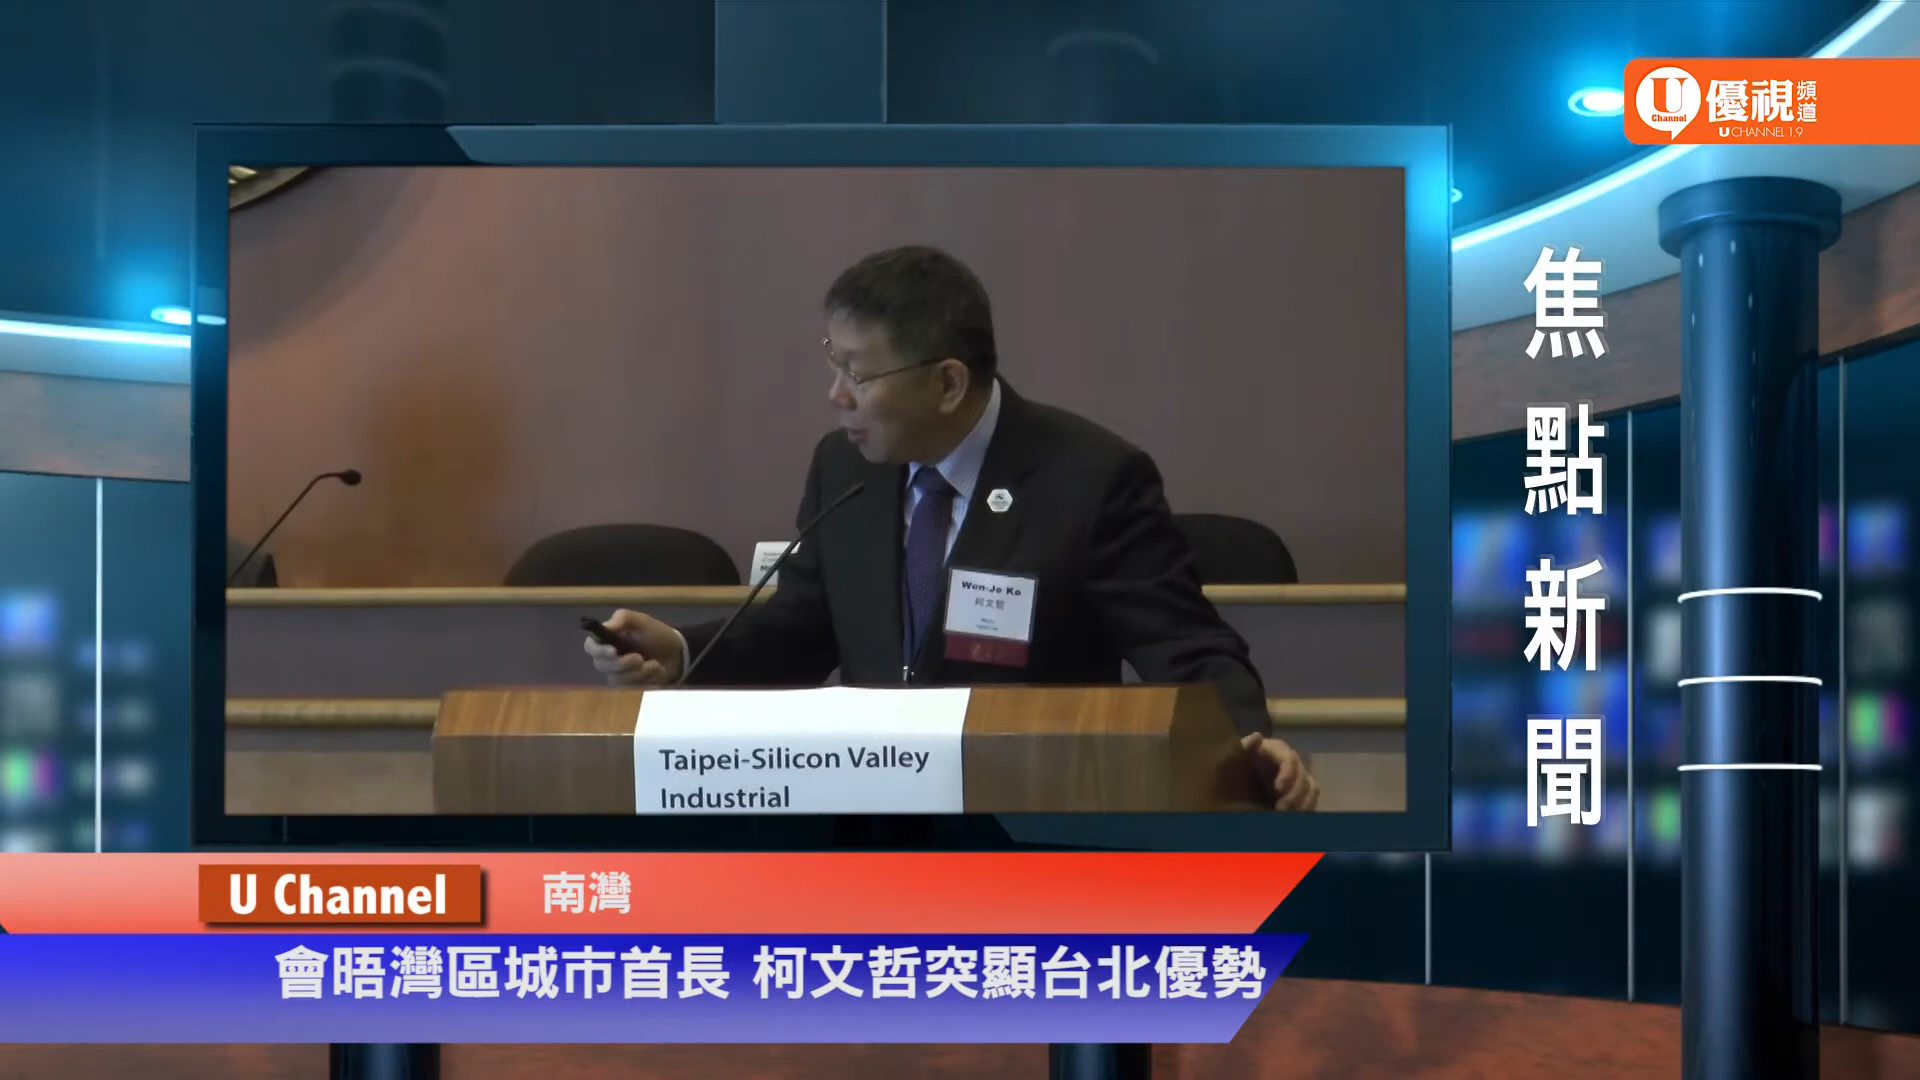 U
Channel
優視頻道
U CHANNEL 1.9
焦點新聞
Wen-Je Ko
柯文哲
Taipei-Silicon Valley
Industrial
U Channel
南灣
會晤灣區城市首長 柯文哲突顯台北優勢